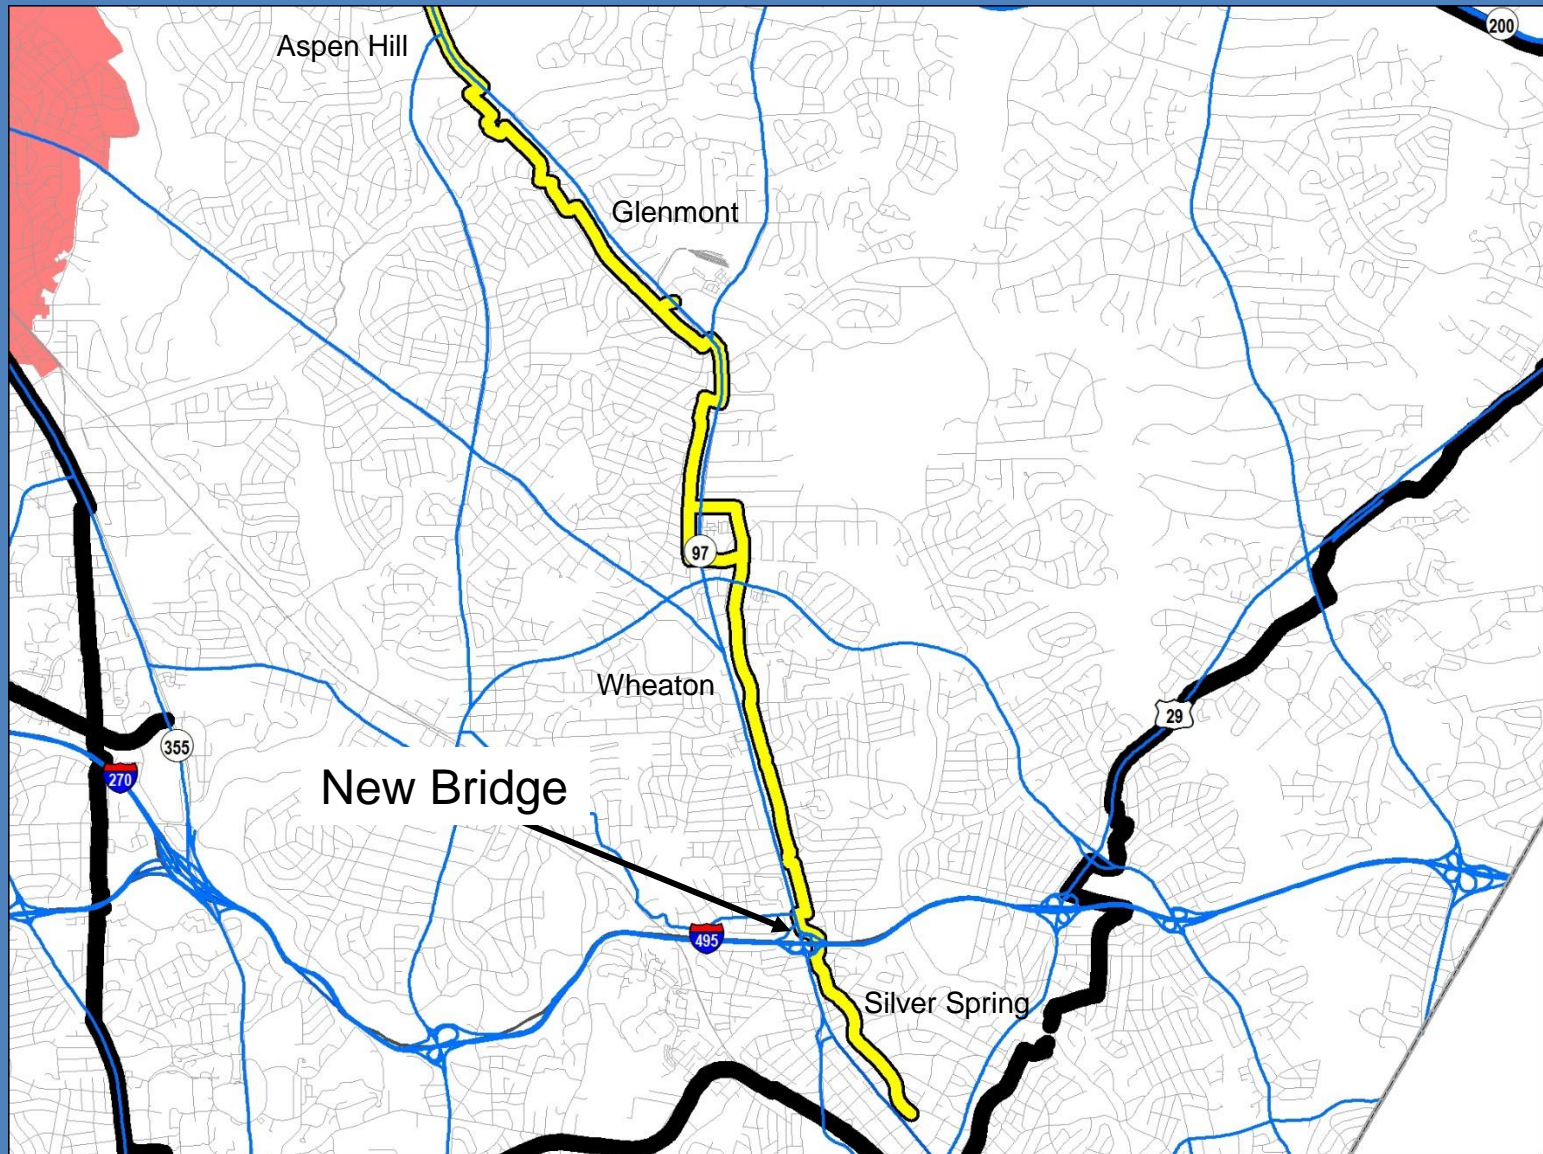 200
Aspen Hill
Glenmont
97
Wheaton
29
355
270
New Bridge
495
Silver Spring